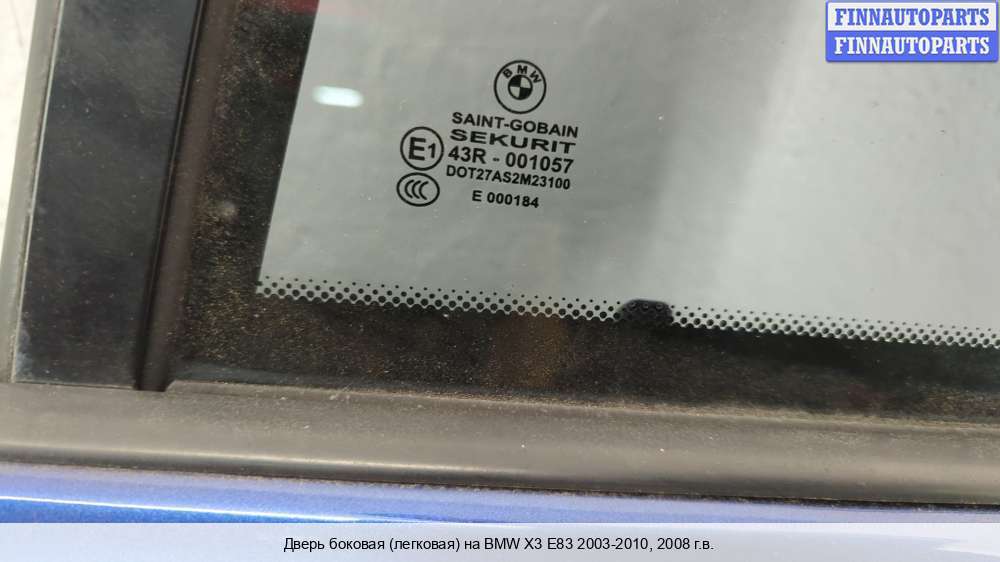 FINNAUTOPARTS
FINNAUTOPARTS
BMW
SAINT-GOBAIN
SEKURIT
E1
43R - 001057
DOT27AS2M23100
CCC
E 000184
Дверь боковая (легковая) на BMW X3 E83 2003-2010, 2008 г.в.